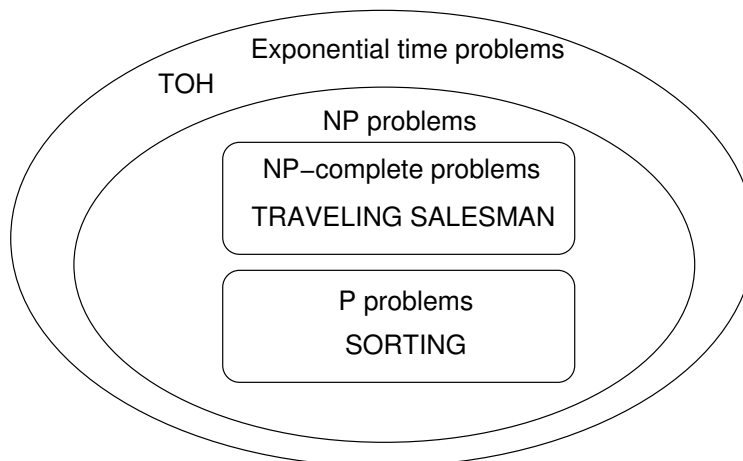 Exponential time problems
TOH
NP problems
NP−complete problems
TRAVELING SALESMAN
P problems
SORTING